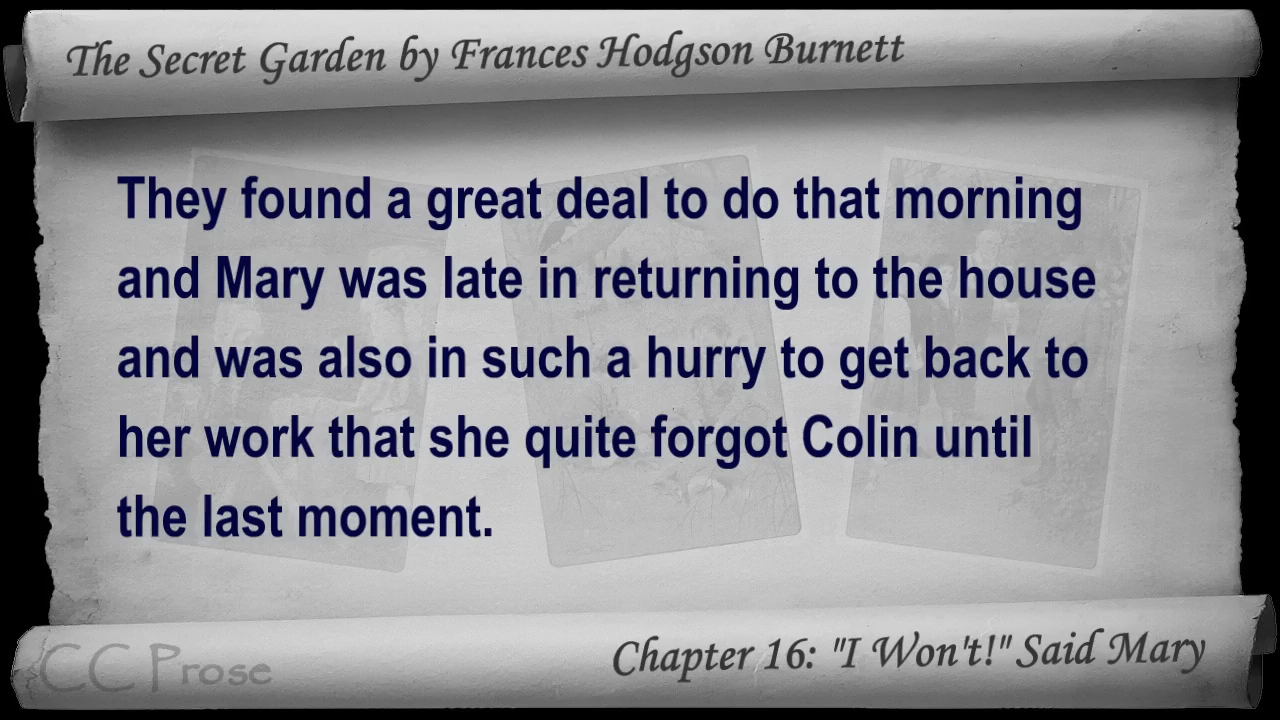 The Secret Garden by Frances Hodgson Burnett
They found a great deal to do that morning
and Mary was late in returning to the house
and was also in such a hurry to get back to
her work that she quite forgot Colin until
the last moment.
CC Prose
Chapter 16: "I Won't!" Said Mary